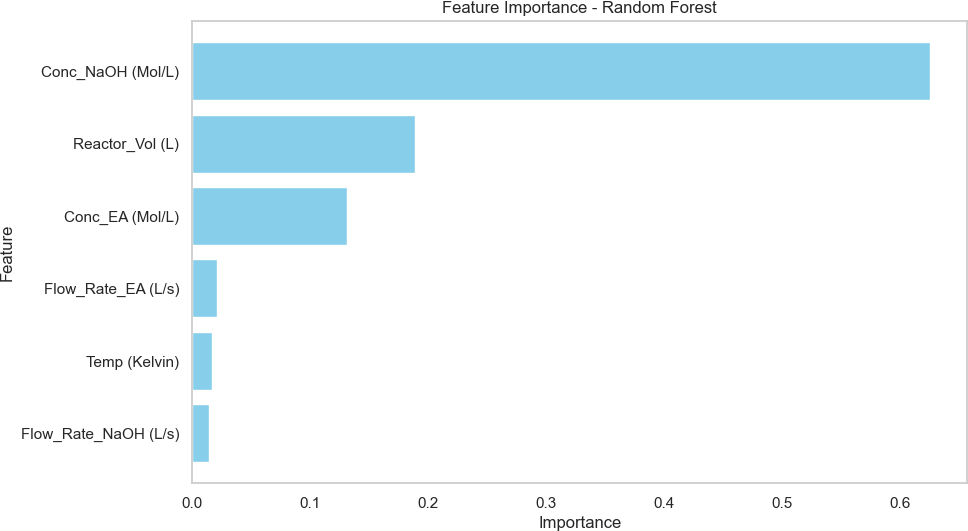 Feature Importance - Random Forest
Feature
Conc_NaOH (Mol/L)
Reactor_Vol (L)
Conc_EA (Mol/L)
Flow_Rate_EA (L/s)
Temp (Kelvin)
Flow_Rate_NaOH (L/s)
0.0 0.1 0.2 0.3 0.4 0.5 0.6
Importance